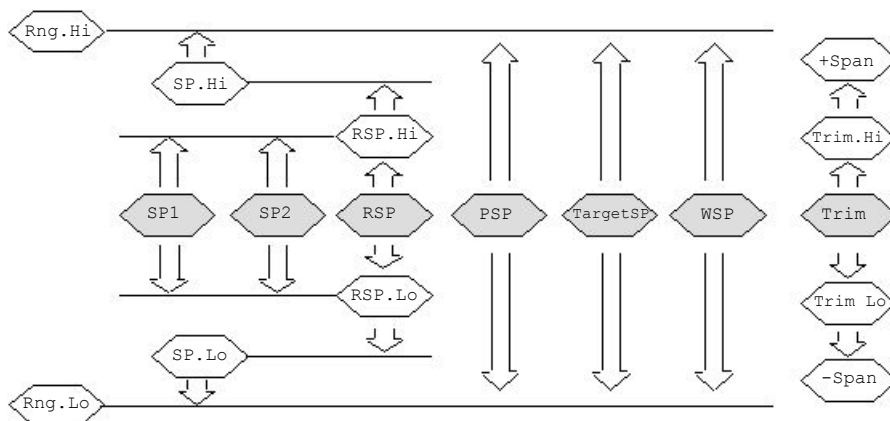 Rng.Hi
SP.Hi
+Span
RSP.Hi
Trim.Hi
SP1
SP2
RSP
PSP
TargetSP
WSP
Trim
RSP.Lo
Trim Lo
SP.Lo
-Span
Rng.Lo